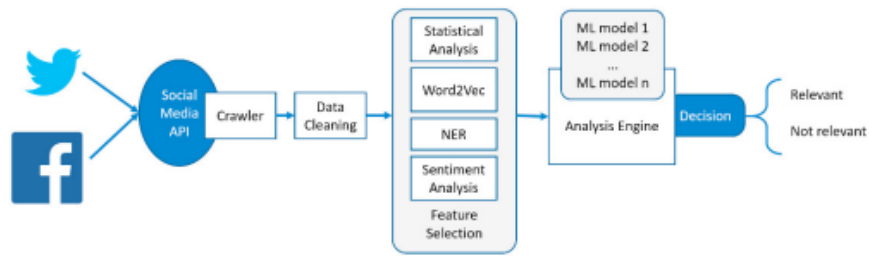 Social
Media
API
Crawler
Data
Cleaning
Statistical
Analysis
Word2Vec
NER
Sentiment
Analysis
Feature
Selection
ML model 1
ML model 2
...
ML model n
Analysis Engine
Decision
Relevant
Not relevant